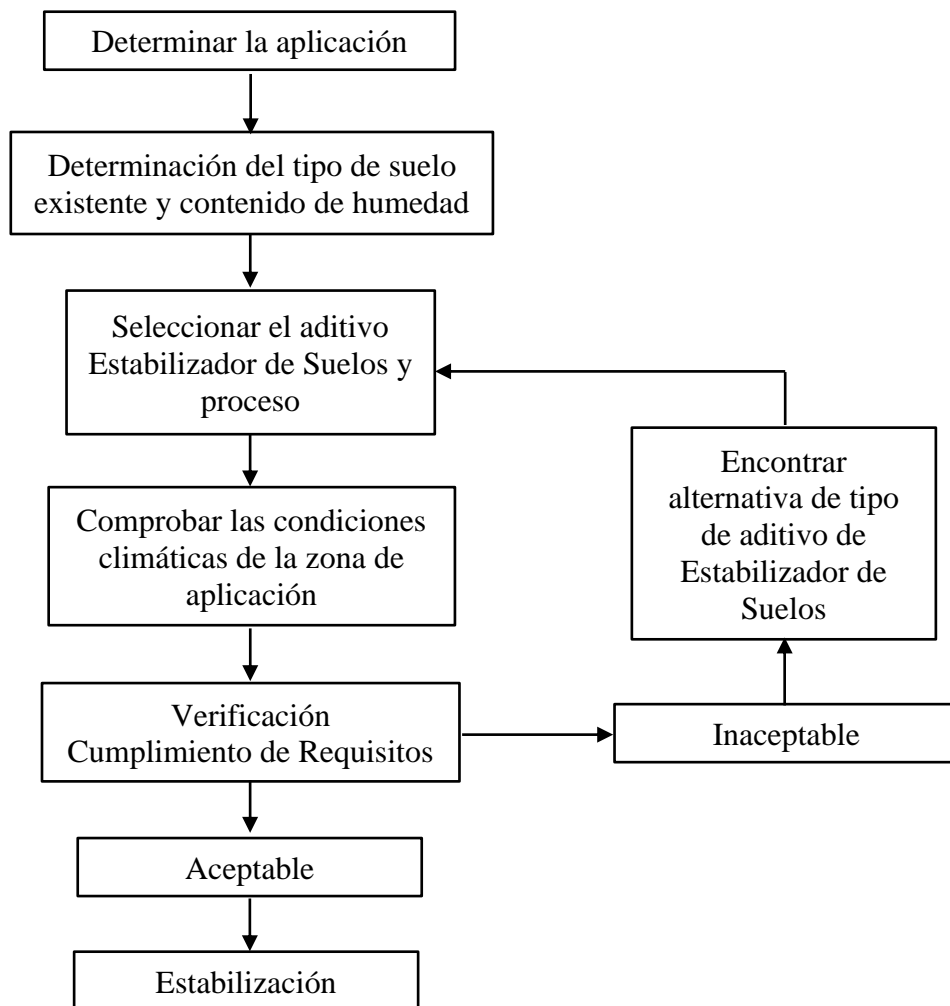 Determinar la aplicación
Determinación del tipo de suelo
existente y contenido de humedad
Seleccionar el aditivo
Estabilizador de Suelos y
proceso
Comprobar las condiciones
climáticas de la zona de
aplicación
Verificación
Cumplimiento de Requisitos
Inaceptable
Encontrar
alternativa de tipo
de aditivo de
Estabilizador de
Suelos
Aceptable
Estabilización